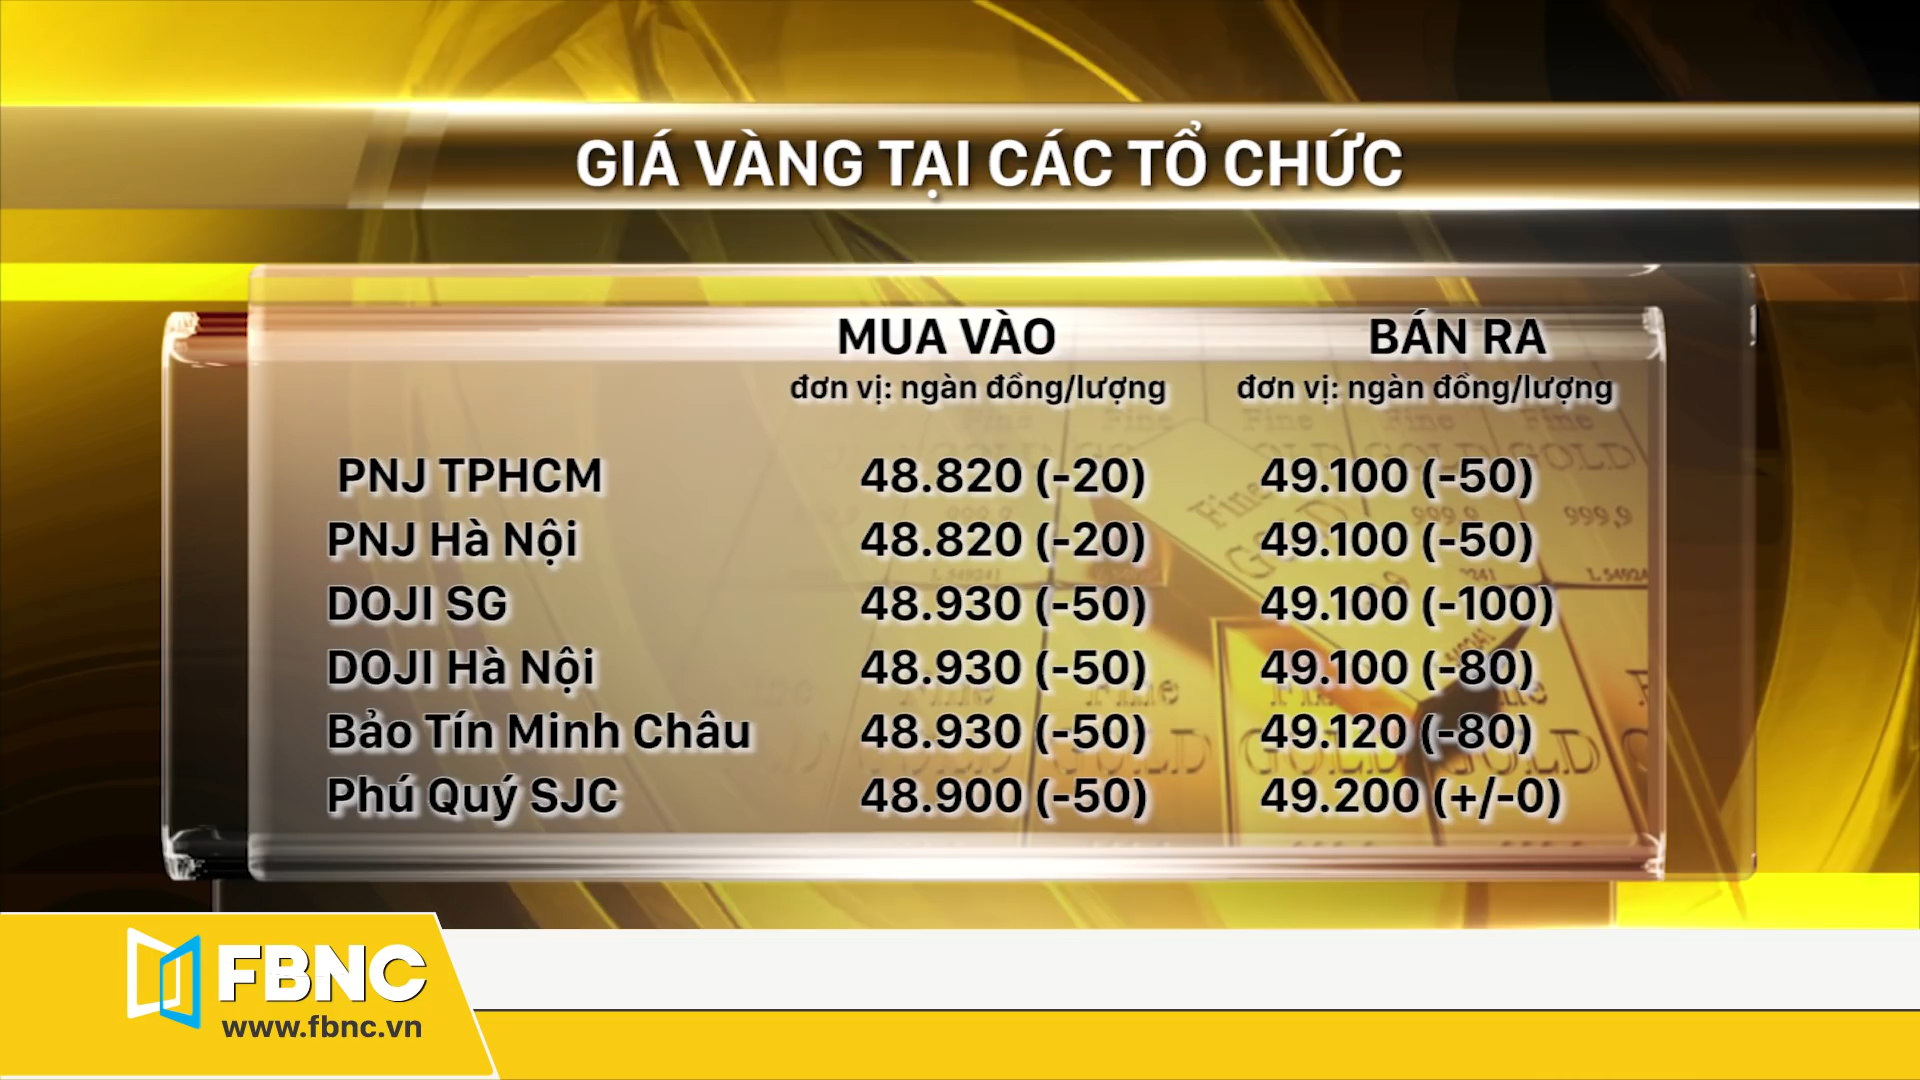 GIÁ VÀNG TẠI CÁC TỔ CHỨC
MUA VÀO BÁN RA
đơn vị: ngàn đồng/lượng đơn vị: ngàn đồng/lượng
PNJ TPHCM 48.820 (-20) 49.100 (-50)
PNJ Hà Nội 48.820 (-20) 49.100 (-50)
DOJI SG 48.930 (-50) 49.100 (-100)
DOJI Hà Nội 48.930 (-50) 49.100 (-80)
Bảo Tín Minh Châu 48.930 (-50) 49.120 (-80)
Phú Quý SJC 48.900 (-50) 49.200 (+/-0)
FBNC
www.fbnc.vn